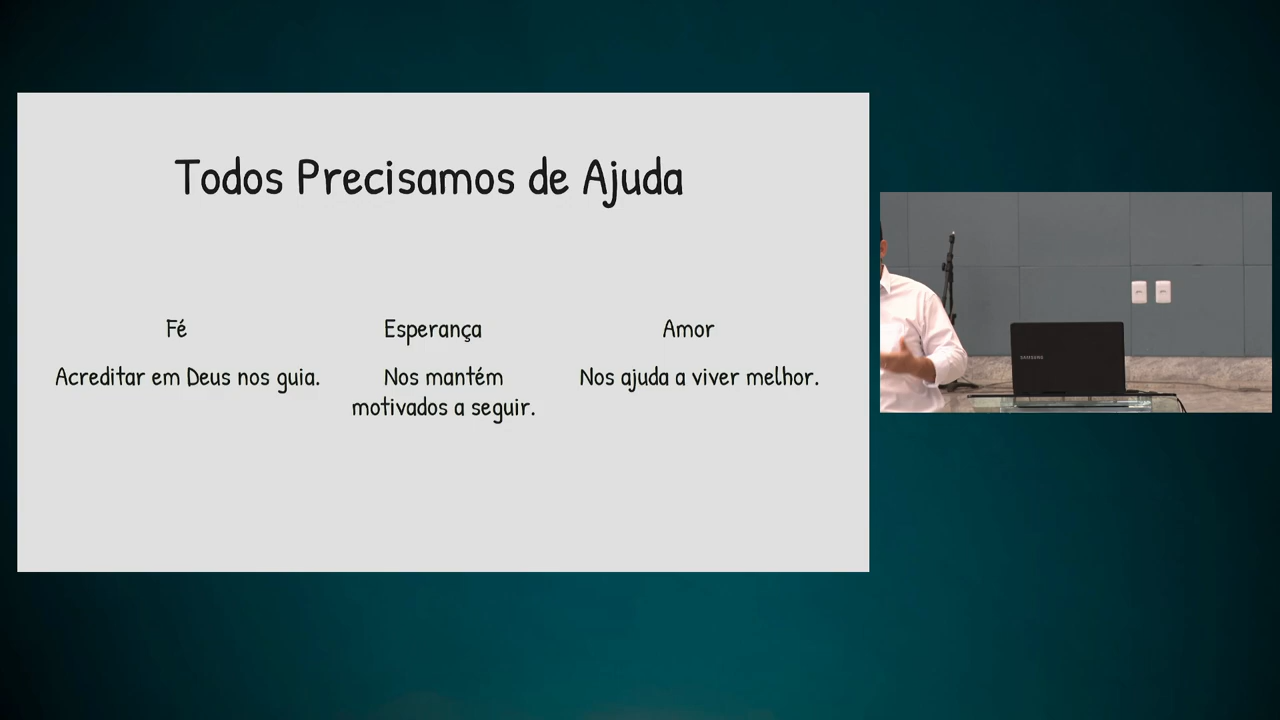 Todos Precisamos de Ajuda
Fé
Esperança
Amor
Acreditar em Deus nos guia.
Nos mantém
motivados a seguir.
Nos ajuda a viver melhor.
SAMSUNG